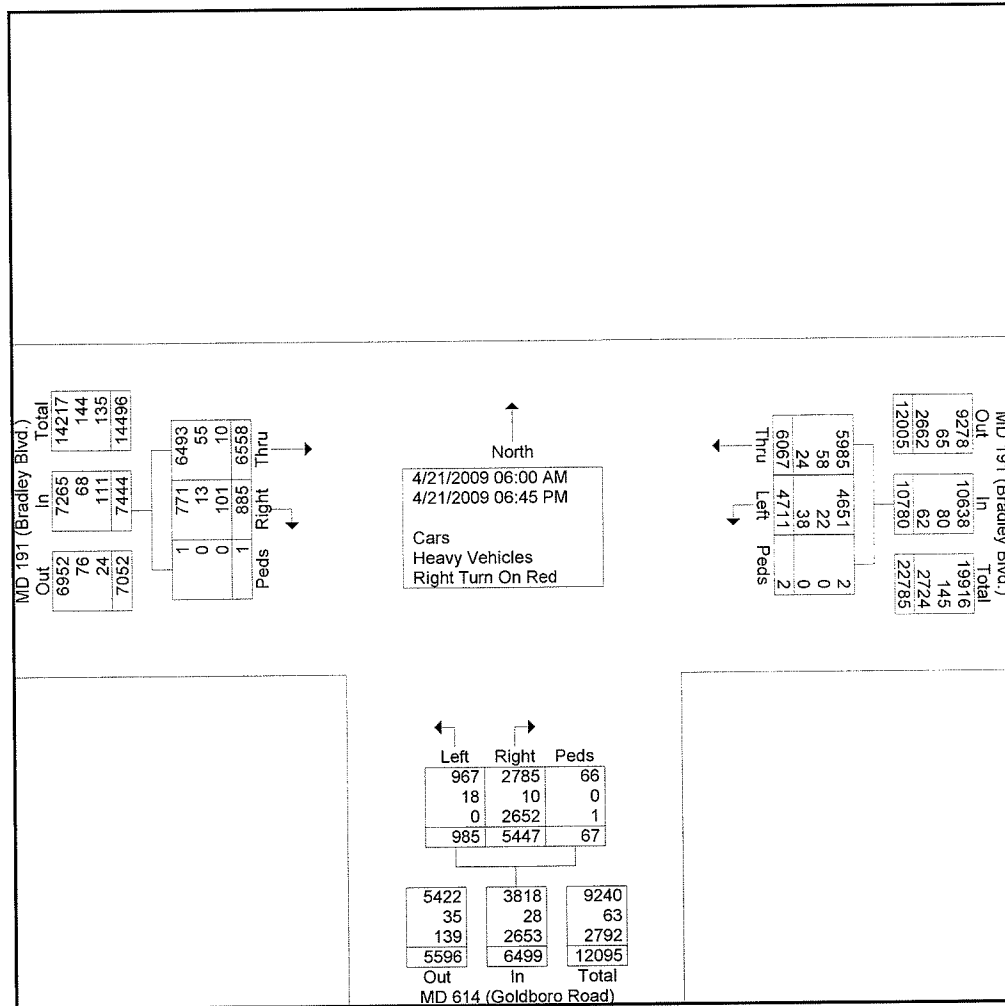 Total
14217
144
135
14496
In
7265
68
111
7444
Out
6952
76
24
7052
MD 191 (Bradley Blvd.)
Thru
6493
55
10
6558
Right
771
13
101
885
Peds
1
0
0
1
North
4/21/2009 06:00 AM
4/21/2009 06:45 PM
Cars
Heavy Vehicles
Right Turn On Red
5985
58
24
6067
Thru
4651
22
38
4711
Left
2
0
0
2
Peds
MD 191 (Bradley Blvd.)
Out
9278
65
2662
12005
In
10638
80
62
10780
Total
19916
145
2724
22785
Left Right Peds
967 2785 66
18 10 0
0 2652 1
985 5447 67
5422 3818 9240
35 28 63
139 2653 2792
5596 6499 12095
Out In Total
MD 614 (Goldboro Road)